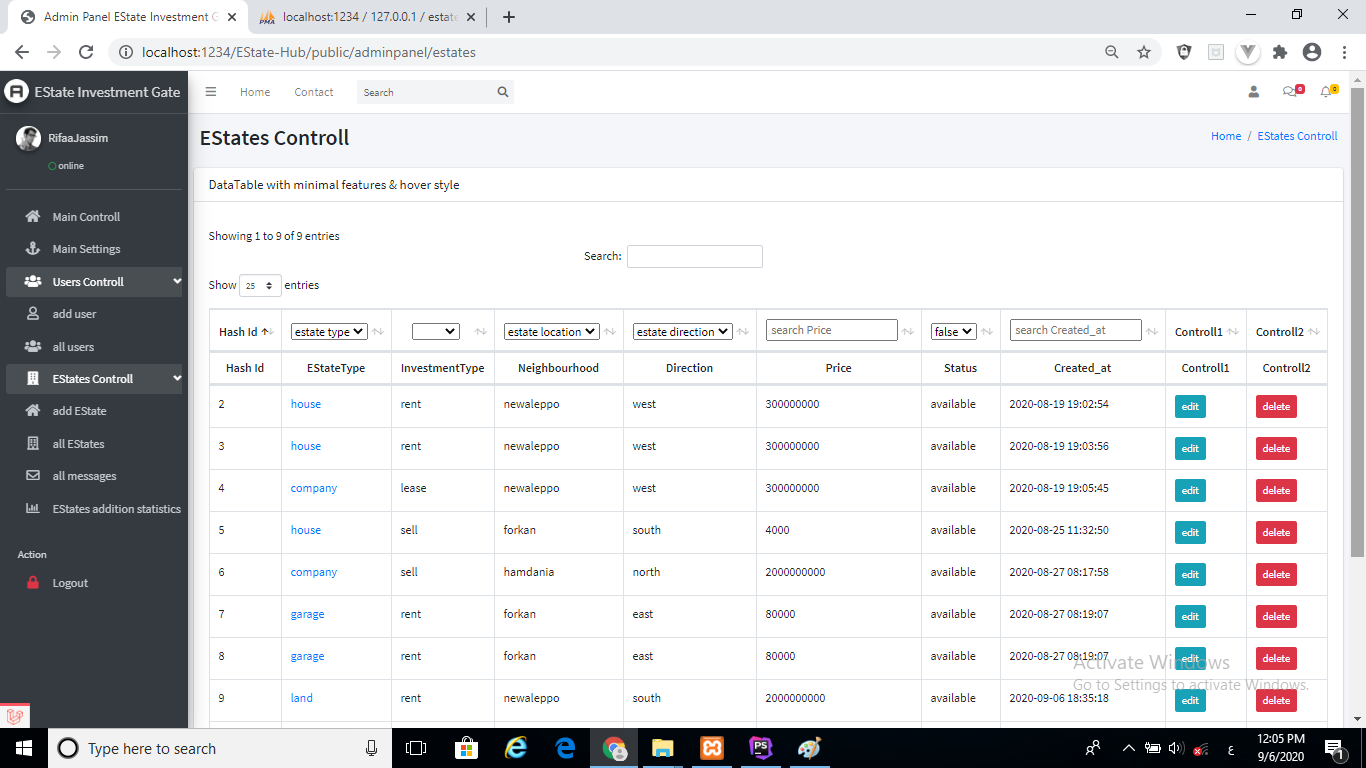 Admin Panel EState Investment G
localhost:1234 / 127.0.0.1 / estate
localhost:1234/EState-Hub/public/adminpanel/estates
EState Investment Gate
Home
Contact
Search
0
0
RifaaJassim
online
EStates Controll
Home / EStates Controll
Main Controll
Main Settings
Users Controll
add user
all users
EStates Controll
add EState
all EStates
all messages
EStates addition statistics
Action
Logout
DataTable with minimal features & hover style
Showing 1 to 9 of 9 entries
Search:
Show 25 entries
Hash Id estate type estate location estate direction search Price false search Created_at Controll1 Controll2
Hash Id EStateType InvestmentType Neighbourhood Direction Price Status Created_at Controll1 Controll2
2 house rent newaleppo west 300000000 available 2020-08-19 19:02:54 edit delete
3 house rent newaleppo west 300000000 available 2020-08-19 19:03:56 edit delete
4 company lease newaleppo west 300000000 available 2020-08-19 19:05:45 edit delete
5 house sell forkan south 4000 available 2020-08-25 11:32:50 edit delete
6 company sell hamdania north 2000000000 available 2020-08-27 08:17:58 edit delete
7 garage rent forkan east 80000 available 2020-08-27 08:19:07 edit delete
8 garage rent forkan east 80000 available 2020-08-27 08:19:07 edit delete
9 land rent newaleppo south 2000000000 available 2020-09-06 18:35:18 edit delete
Activate Windows
Go to Settings to activate Windows.
Type here to search
PS
ع
12:05 PM
9/6/2020
1